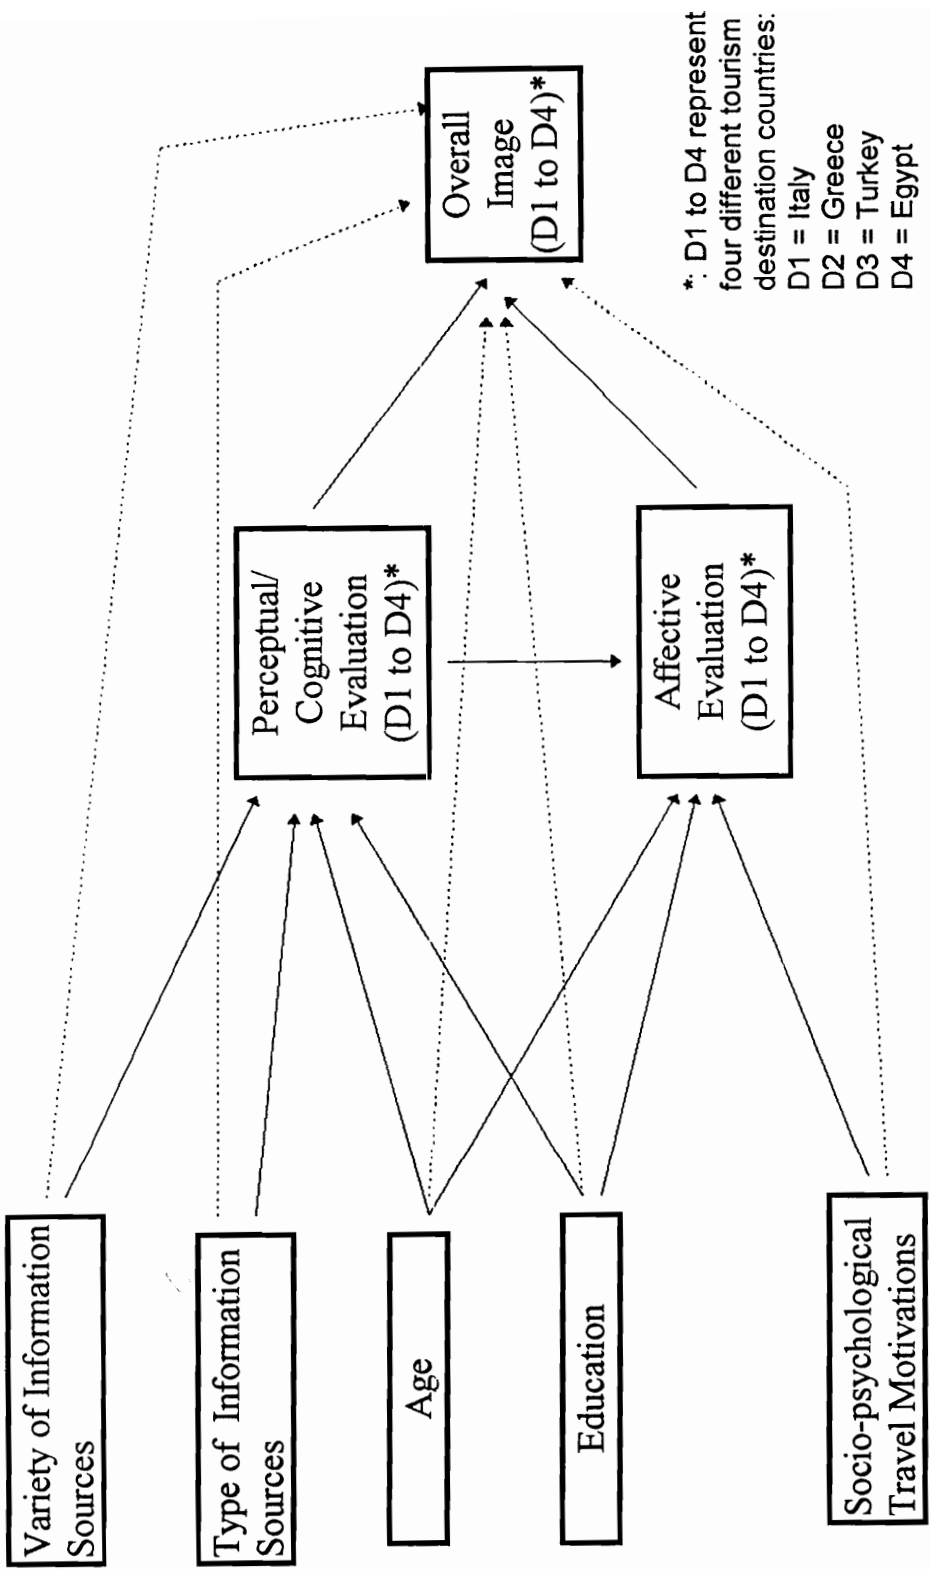 Variety of Information
Sources
Type of Information
Sources
Age
Education
Socio-psychological
Travel Motivations
Perceptual/
Cognitive
Evaluation
(D1 to D4)*
Affective
Evaluation
(D1 to D4)*
Overall
Image
(D1 to D4)*
*: D1 to D4 represent
four different tourism
destination countries:
D1 = Italy
D2 = Greece
D3 = Turkey
D4 = Egypt